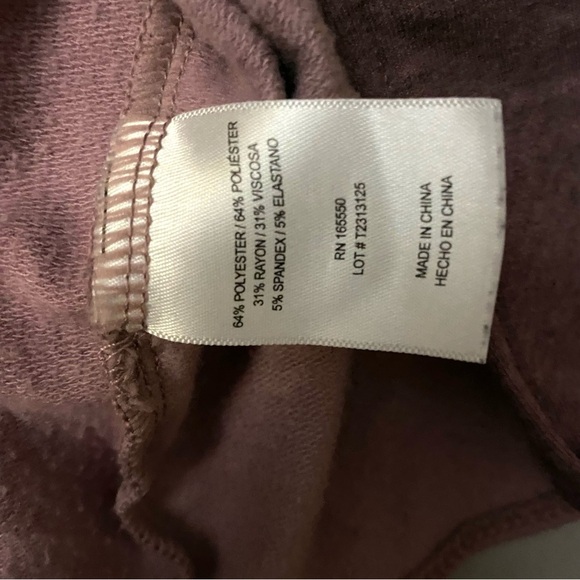 64% POLYESTER / 64% POLIÉSTER
31% RAYON / 31% VISCOSA
5% SPANDEX / 5% ELASTANO
RN 165550
LOT # T2313125
MADE IN CHINA
HECHO EN CHINA